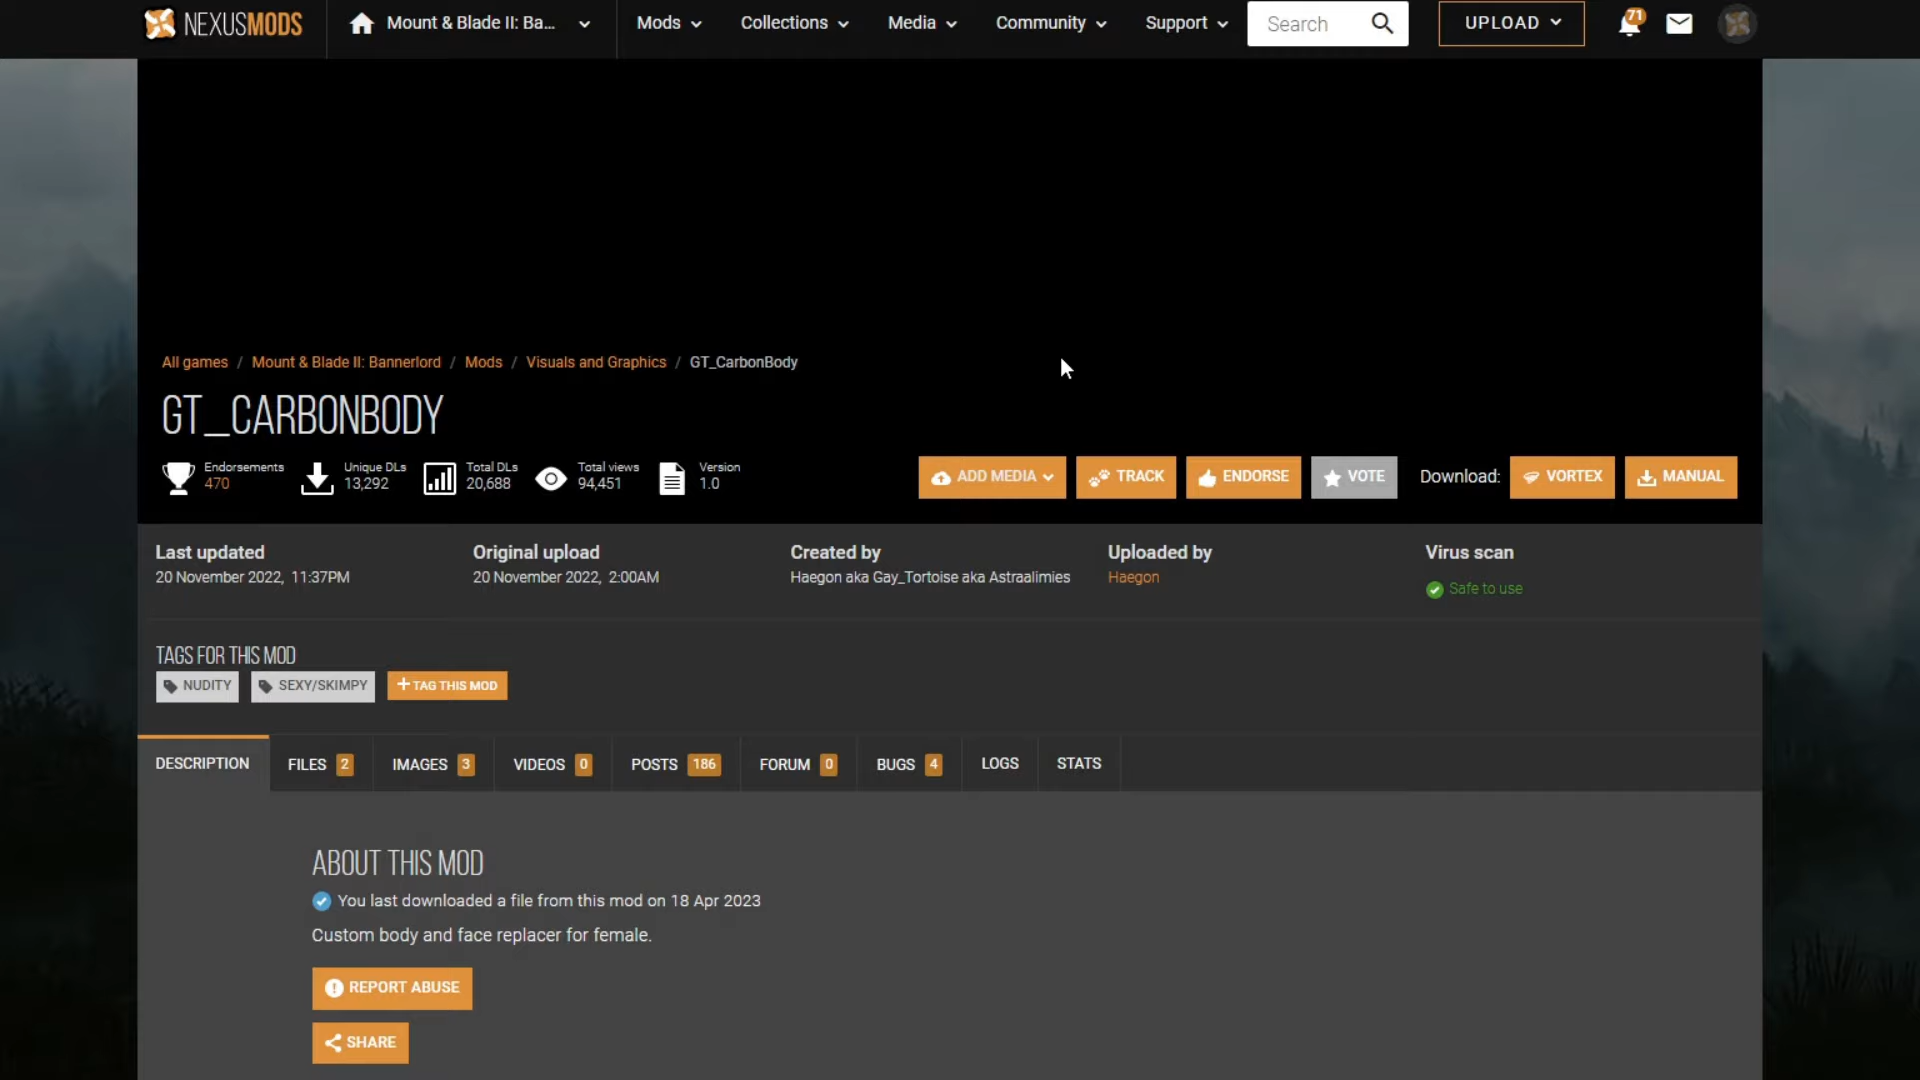 NEXUSMODS Mount & Blade II: Ba... Mods Collections Media Community Support Search UPLOAD 71
All games / Mount & Blade II: Bannerlord / Mods / Visuals and Graphics / GT_CarbonBody
GT_CARBONBODY
Endorsements Unique DLs Total DLs Total views Version
470 13,292 20,688 94,451 1.0
ADD MEDIA TRACK ENDORSE VOTE Download: VORTEX MANUAL
Last updated Original upload Created by Uploaded by Virus scan
20 November 2022, 11:37PM 20 November 2022, 2:00AM Haegon aka Gay_Tortoise aka Astraalimies Haegon Safe to use
TAGS FOR THIS MOD
NUDITY SEXY/SKIMPY + TAG THIS MOD
DESCRIPTION FILES 2 IMAGES 3 VIDEOS 0 POSTS 186 FORUM 0 BUGS 4 LOGS STATS
ABOUT THIS MOD
You last downloaded a file from this mod on 18 Apr 2023
Custom body and face replacer for female.
REPORT ABUSE
SHARE